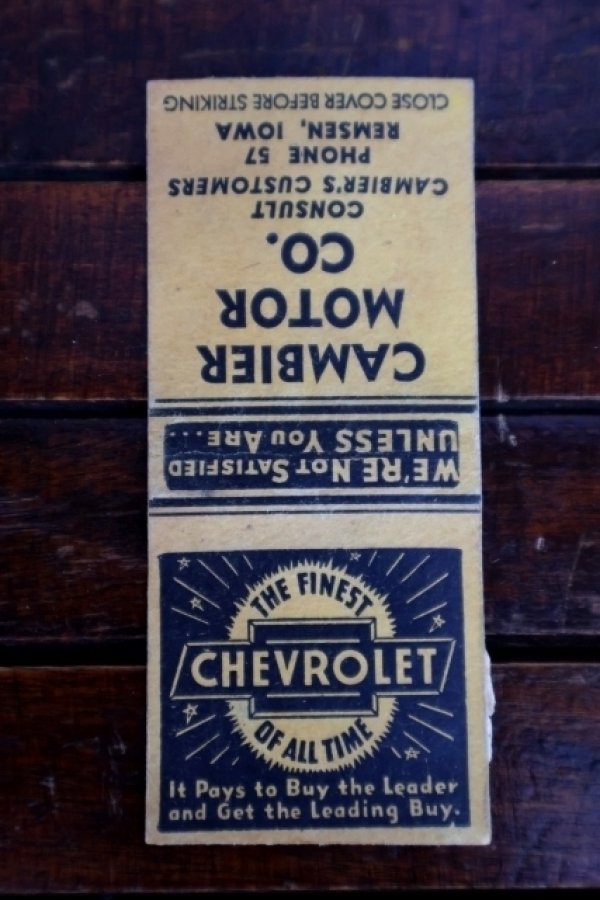 CAMBIER
MOTOR
CO.
CONSULT
CAMBIER'S CUSTOMERS
PHONE 57
REMSEN, IOWA
CLOSE COVER BEFORE STRIKING
WE'RE NOT SATISFIED
UNLESS YOU ARE...
THE FINEST
CHEVROLET
OF ALL TIME
It Pays to Buy the Leader
and Get the Leading Buy.